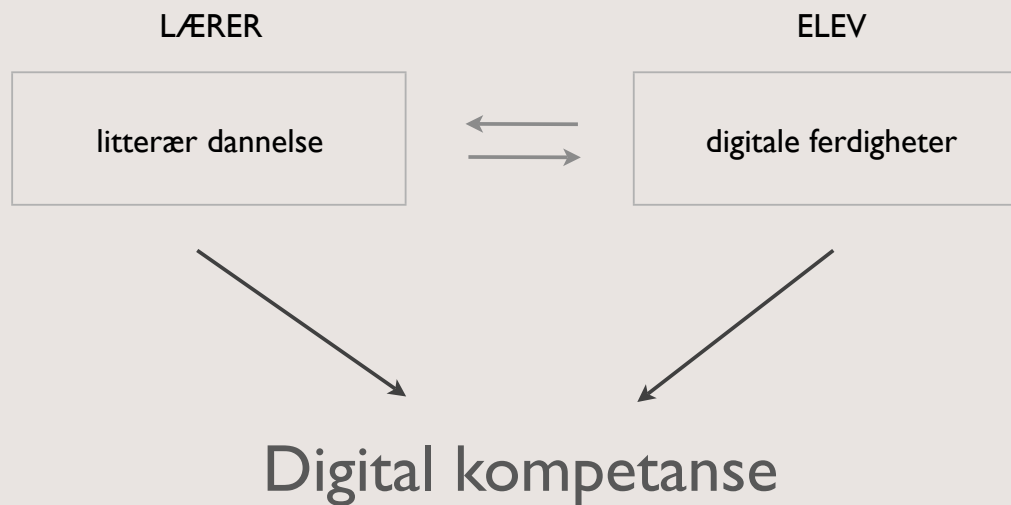 LÆRER
ELEV
litterær dannelse
digitale ferdigheter
Digital kompetanse